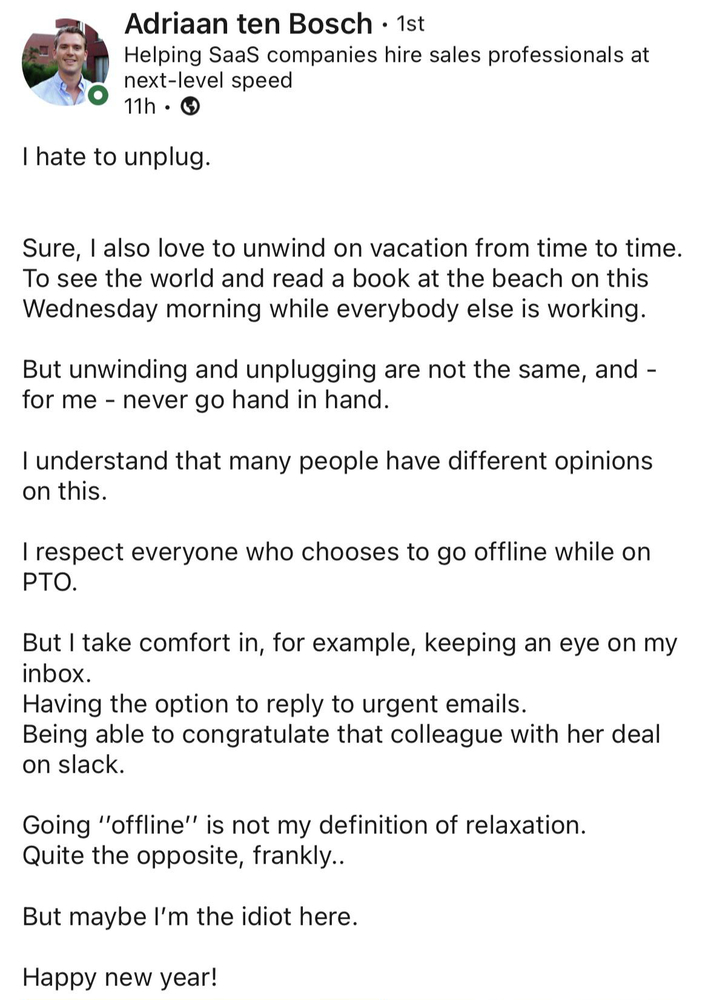 Adriaan ten Bosch · 1st
Helping SaaS companies hire sales professionals at
next-level speed
11h ·
I hate to unplug.
Sure, I also love to unwind on vacation from time to time.
To see the world and read a book at the beach on this
Wednesday morning while everybody else is working.
But unwinding and unplugging are not the same, and -
for me - never go hand in hand.
I understand that many people have different opinions
on this.
I respect everyone who chooses to go offline while on
PTO.
But I take comfort in, for example, keeping an eye on my
inbox.
Having the option to reply to urgent emails.
Being able to congratulate that colleague with her deal
on slack.
Going ‘’offline’’ is not my definition of relaxation.
Quite the opposite, frankly..
But maybe I’m the idiot here.
Happy new year!